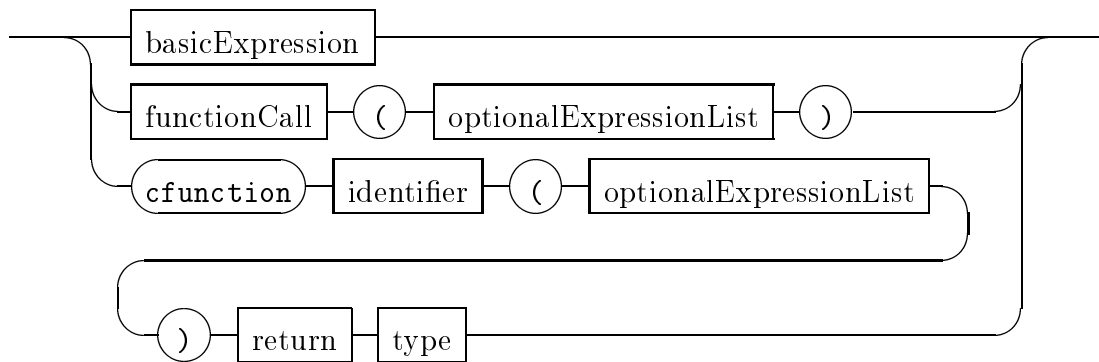 basicExpression
functionCall ( optionalExpressionList )
cfunction identifier ( optionalExpressionList
) return type